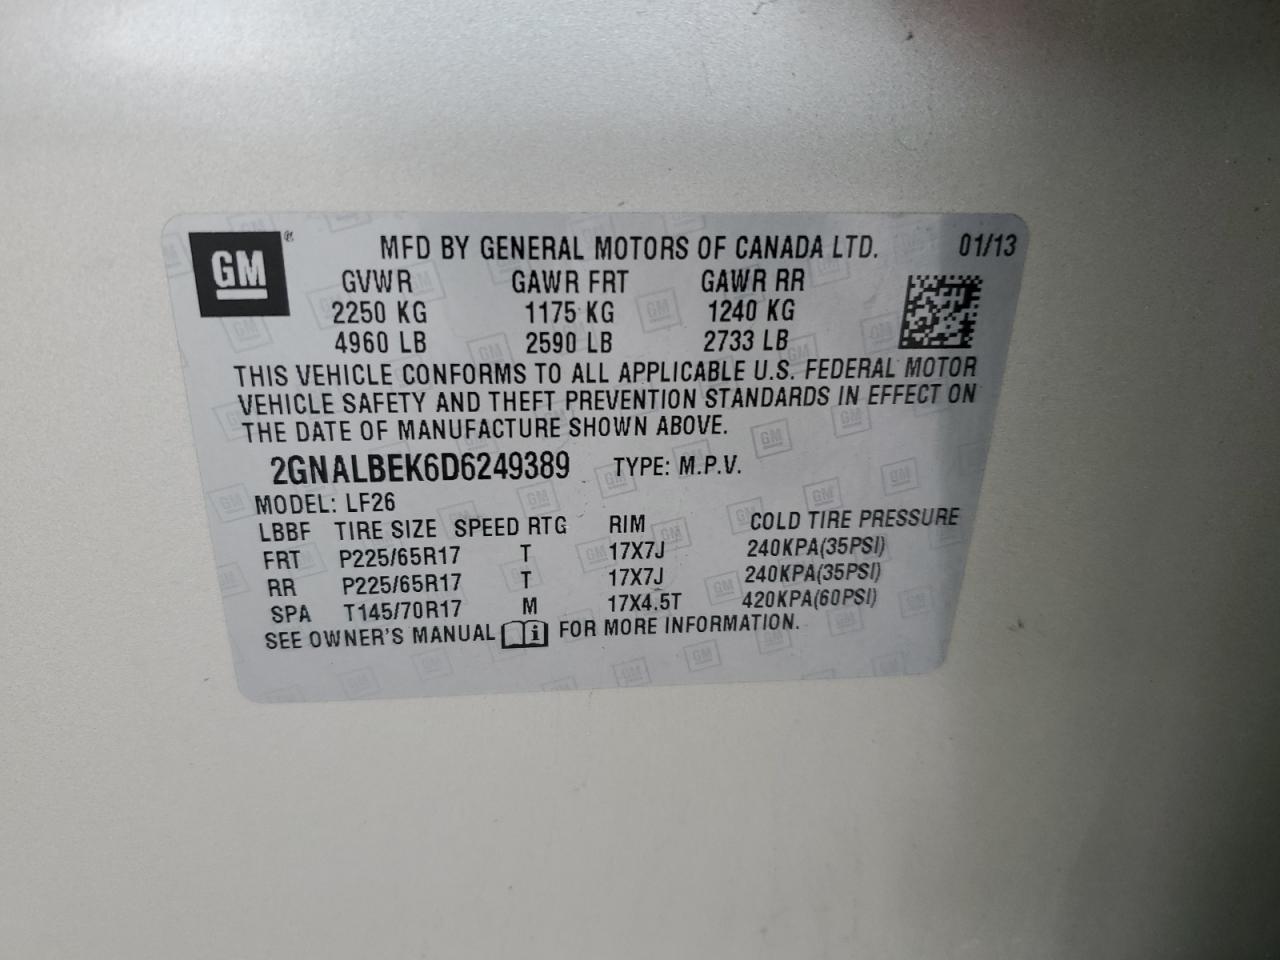 GM ® MFD BY GENERAL MOTORS OF CANADA LTD. 01/13
GVWR GAWR FRT GAWR RR
2250 KG 1175 KG 1240 KG
4960 LB 2590 LB 2733 LB
THIS VEHICLE CONFORMS TO ALL APPLICABLE U.S. FEDERAL MOTOR
VEHICLE SAFETY AND THEFT PREVENTION STANDARDS IN EFFECT ON
THE DATE OF MANUFACTURE SHOWN ABOVE.
2GNALBEK6D6249389 TYPE: M.P.V.
MODEL: LF26
LBBF TIRE SIZE SPEED RTG RIM COLD TIRE PRESSURE
FRT P225/65R17 T 17X7J 240KPA(35PSI)
RR P225/65R17 T 17X7J 240KPA(35PSI)
SPA T145/70R17 M 17X4.5T 420KPA(60PSI)
SEE OWNER'S MANUAL i FOR MORE INFORMATION.